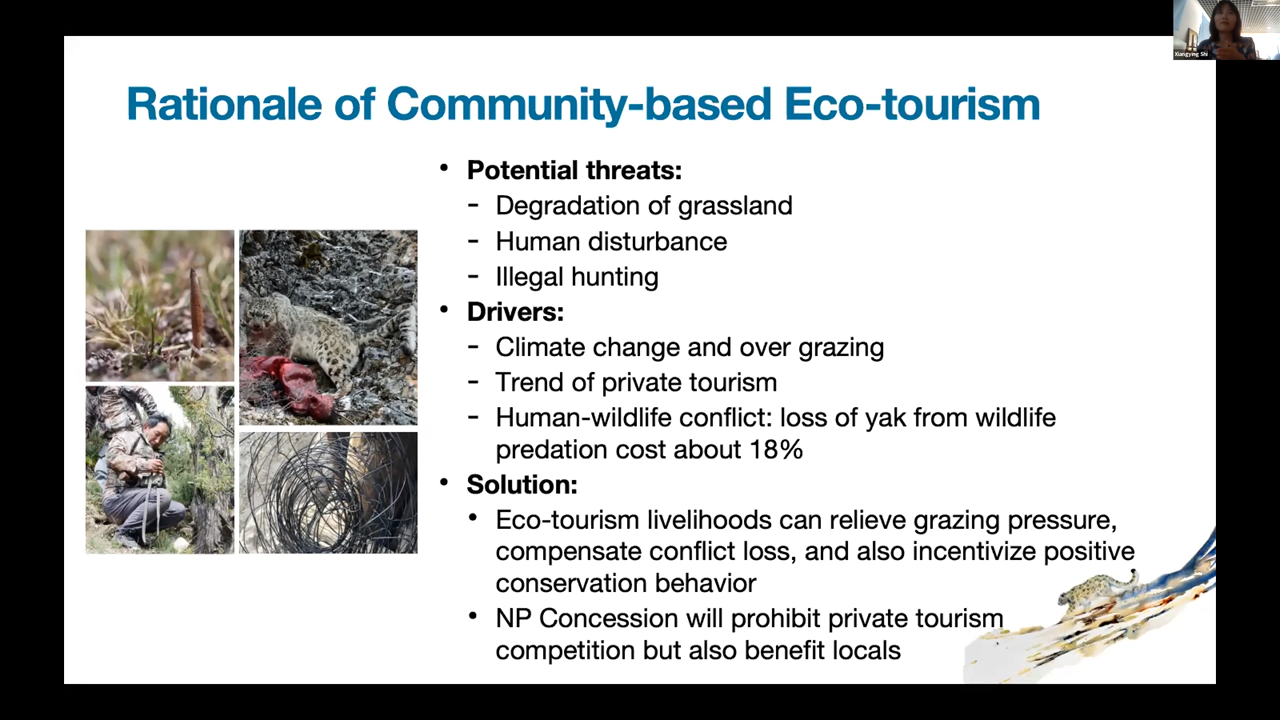 Xiangying Shi
Rationale of Community-based Eco-tourism
• Potential threats:
- Degradation of grassland
- Human disturbance
- Illegal hunting
• Drivers:
- Climate change and over grazing
- Trend of private tourism
- Human-wildlife conflict: loss of yak from wildlife
predation cost about 18%
• Solution:
• Eco-tourism livelihoods can relieve grazing pressure,
compensate conflict loss, and also incentivize positive
conservation behavior
• NP Concession will prohibit private tourism
competition but also benefit locals